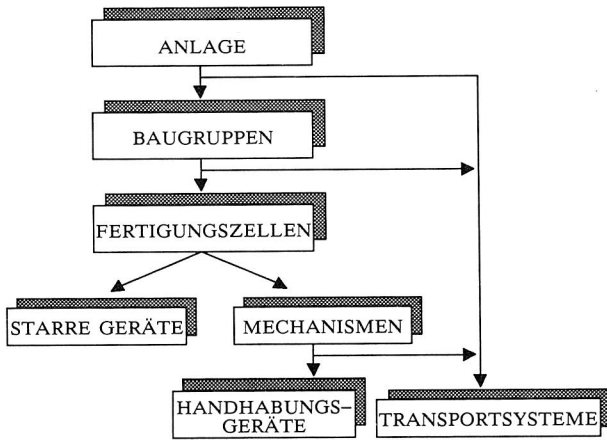 ANLAGE
BAUGRUPPEN
FERTIGUNGSZELLEN
STARRE GERÄTE
MECHANISMEN
HANDHABUNGS-
GERÄTE
TRANSPORTSYSTEME